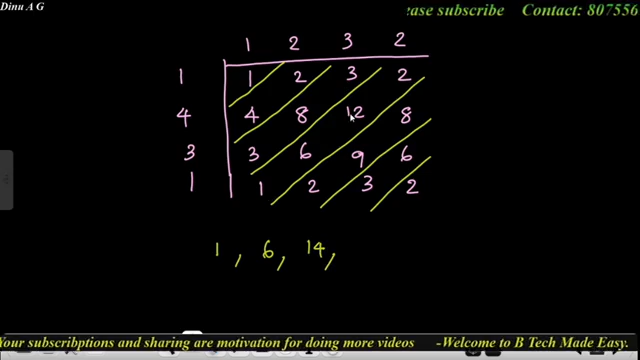 Dinu A G
ease subscribe Contact: 807556
1 2 3 2
1 1 2 3 2
4 4 8 12 8
3 3 6 9 6
1 1 2 3 2
1, 6, 14,
Your subscribptions and sharing are motivation for doing more videos -Welcome to B Tech Made Easy.